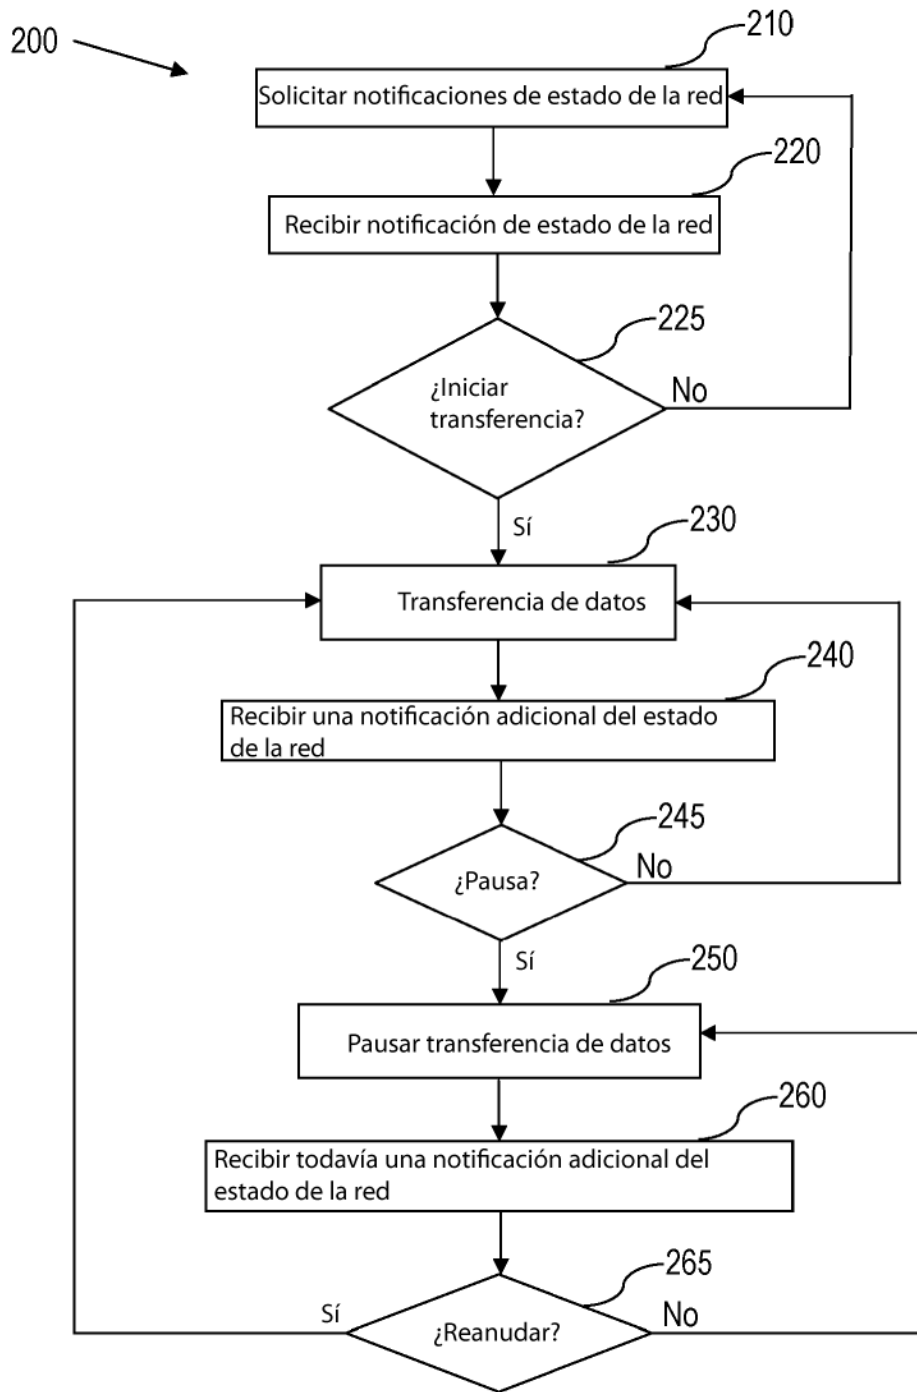 200
210
Solicitar notificaciones de estado de la red
220
Recibir notificación de estado de la red
225
¿Iniciar
transferencia?
No
Sí
230
Transferencia de datos
240
Recibir una notificación adicional del estado
de la red
245
¿Pausa?
No
Sí
250
Pausar transferencia de datos
260
Recibir todavía una notificación adicional del
estado de la red
265
Sí
¿Reanudar?
No